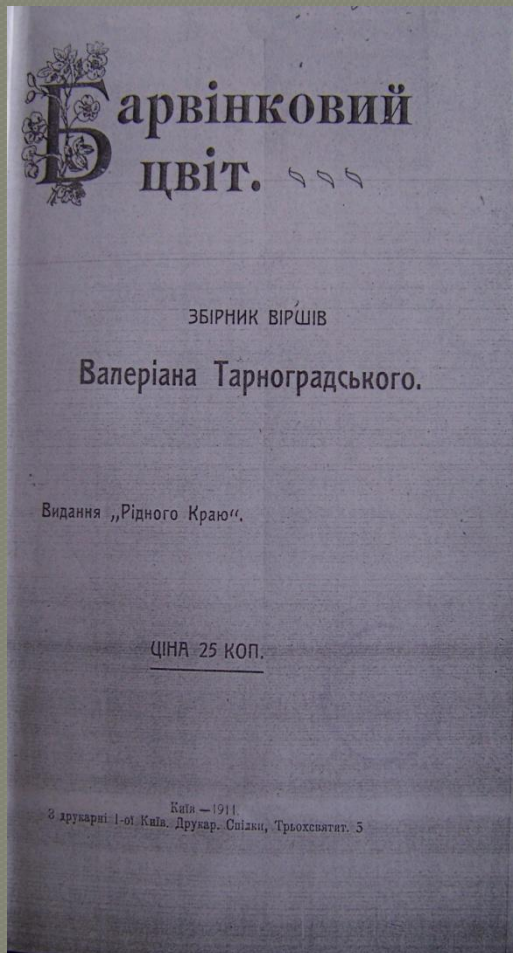 Барвінковий
цвіт.
ЗБІРНИК ВІРШІВ
Валеріана Тарноградського.
Видання „Рідного Краю“.
ЦІНА 25 КОП.
Київ—1911.
З друкарні 1-ої Київ. Друкар. Спілки, Трьохсвятит. 5